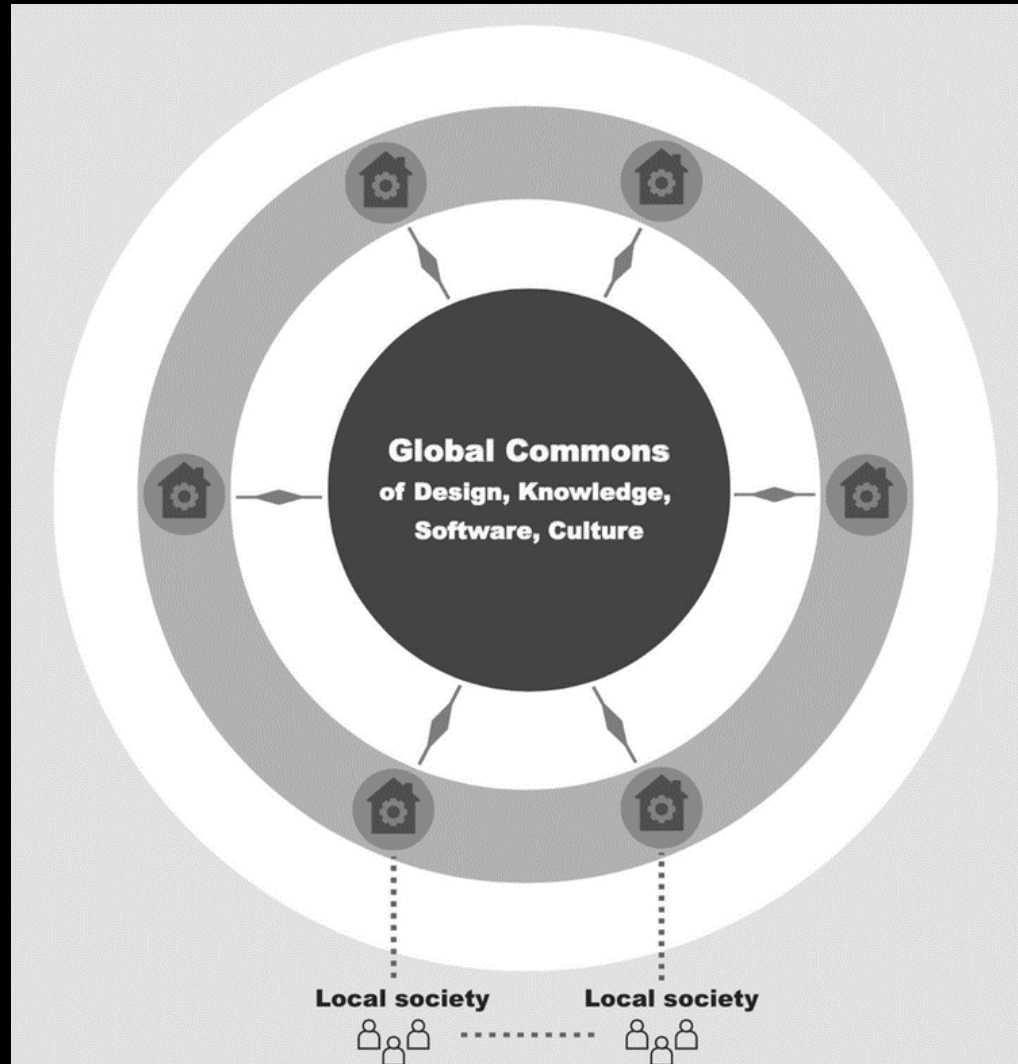 Global Commons
of Design, Knowledge,
Software, Culture
Local society
Local society